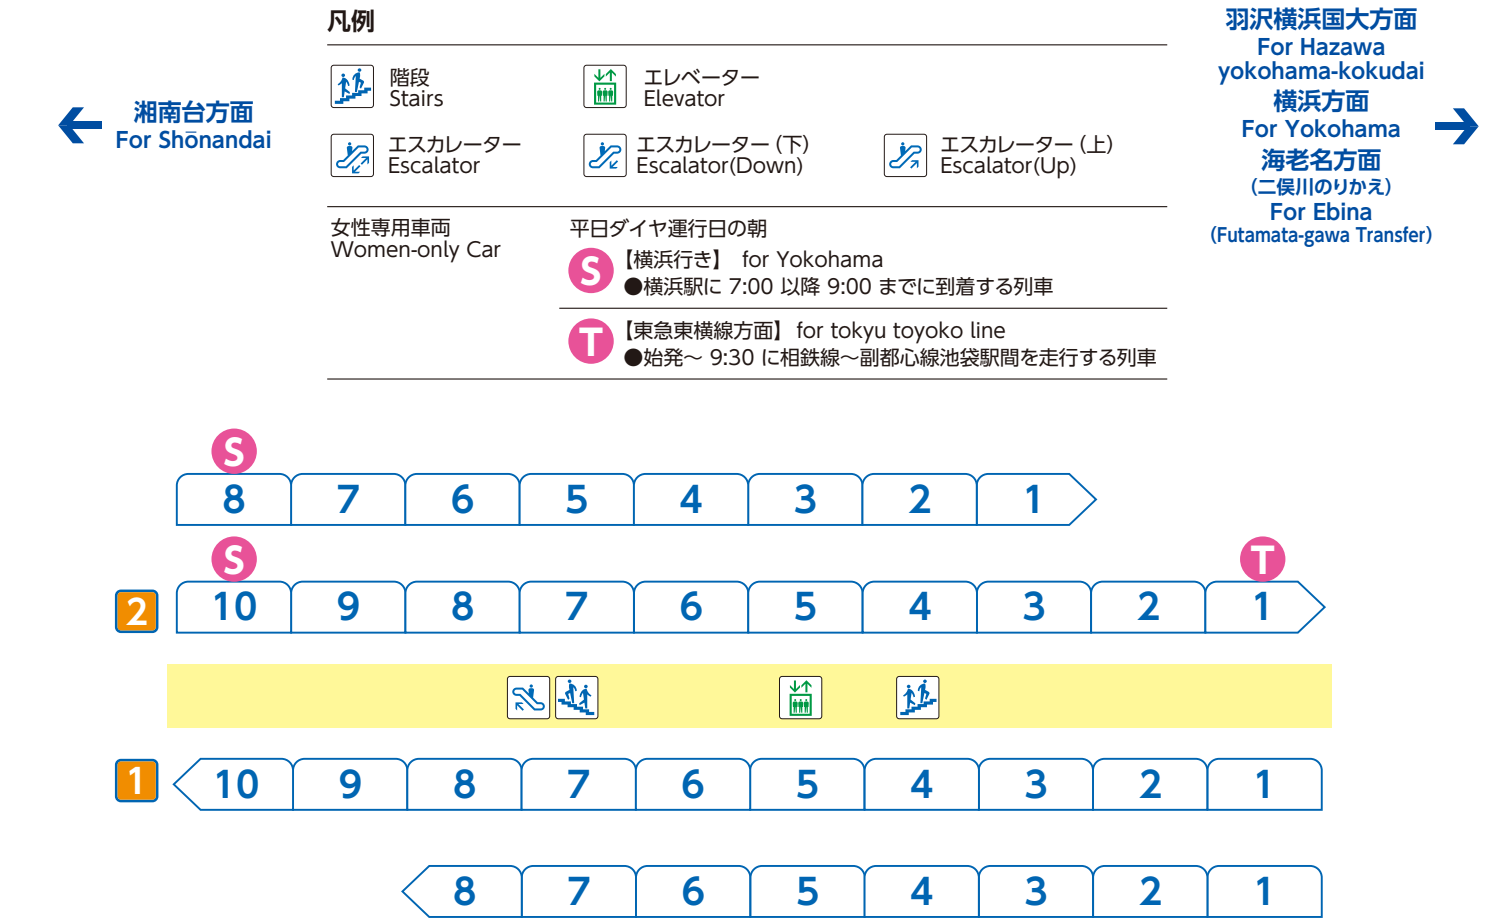 凡例
階段
Stairs
エレベーター
Elevator
エスカレーター
Escalator
エスカレーター（下）
Escalator(Down)
エスカレーター（上）
Escalator(Up)
女性専用車両
Women-only Car
平日ダイヤ運行日の朝
S
【横浜行き】 for Yokohama
●横浜駅に 7:00 以降 9:00 までに到着する列車
T
【東急東横線方面】 for tokyu toyoko line
●始発～ 9:30 に相鉄線～副都心線池袋駅間を走行する列車
湘南台方面
For Shōnandai
羽沢横浜国大方面
For Hazawa
yokohama-kokudai
横浜方面
For Yokohama
海老名方面
（二俣川のりかえ）
For Ebina
(Futamata-gawa Transfer)
S
8 7 6 5 4 3 2 1
S T
2 10 9 8 7 6 5 4 3 2 1
1 10 9 8 7 6 5 4 3 2 1
8 7 6 5 4 3 2 1